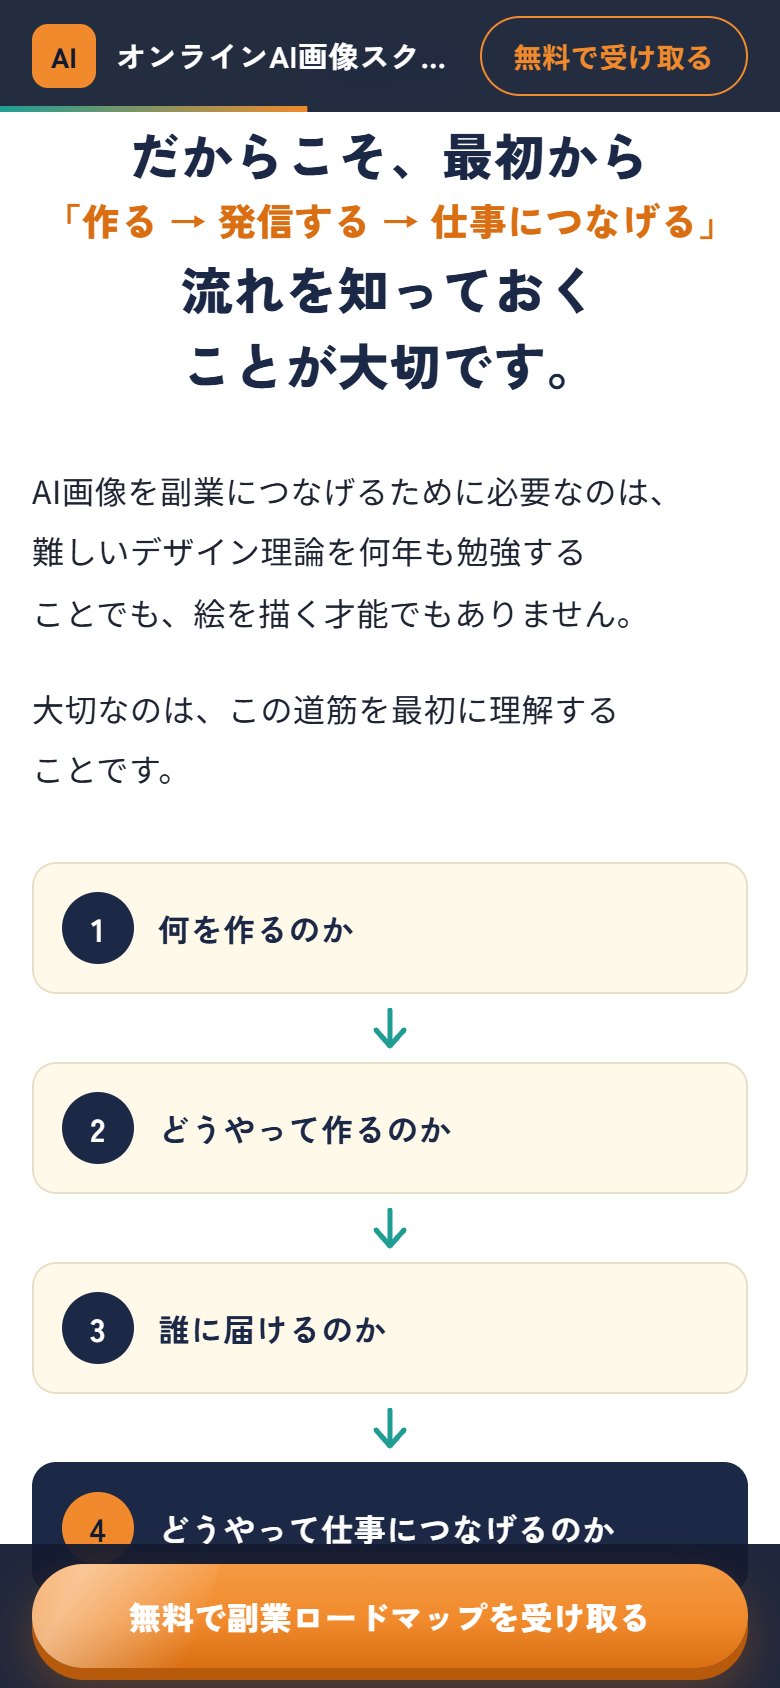 AI
オンラインAI画像スク...
無料で受け取る
だからこそ、最初から
「作る → 発信する → 仕事につなげる」
流れを知っておく
ことが大切です。
AI画像を副業につなげるために必要なのは、
難しいデザイン理論を何年も勉強する
ことでも、絵を描く才能でもありません。
大切なのは、この道筋を最初に理解する
ことです。
1 何を作るのか
2 どうやって作るのか
3 誰に届けるのか
4 どうやって仕事につなげるのか
無料で副業ロードマップを受け取る